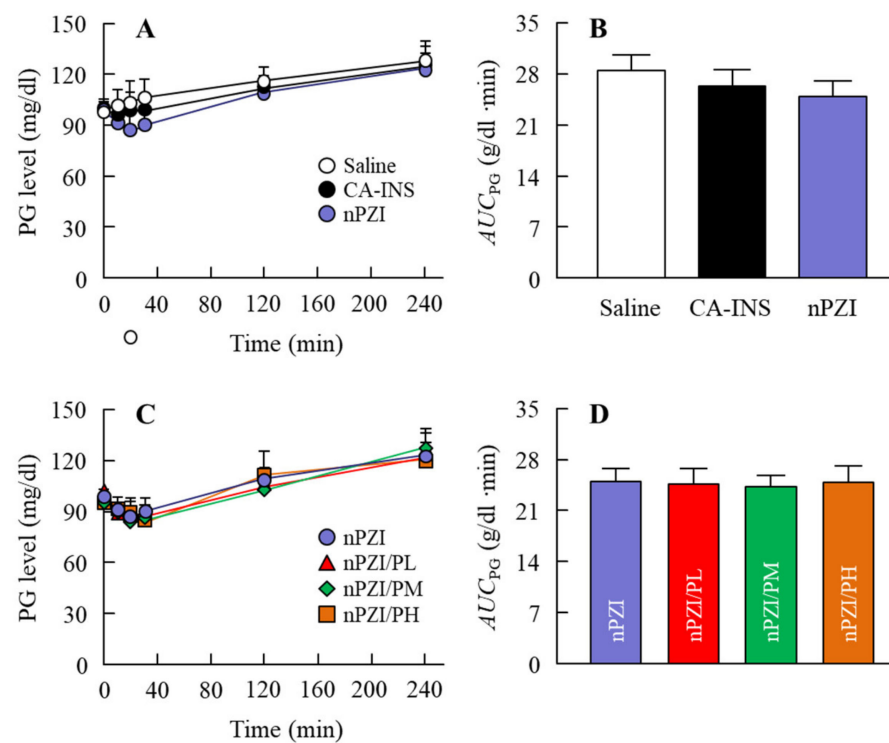 A
PG level (mg/dl)
150
120
90
60
30
0
Saline
CA-INS
nPZI
0 40 80 120 160 200 240
Time (min)
B
AUC_PG (g/dl ·min)
35
28
21
14
7
0
Saline CA-INS nPZI
C
PG level (mg/dl)
150
120
90
60
30
0
nPZI
nPZI/PL
nPZI/PM
nPZI/PH
0 40 80 120 160 200 240
Time (min)
D
AUC_PG (g/dl ·min)
35
28
21
14
7
0
nPZI
nPZI/PL
nPZI/PM
nPZI/PH